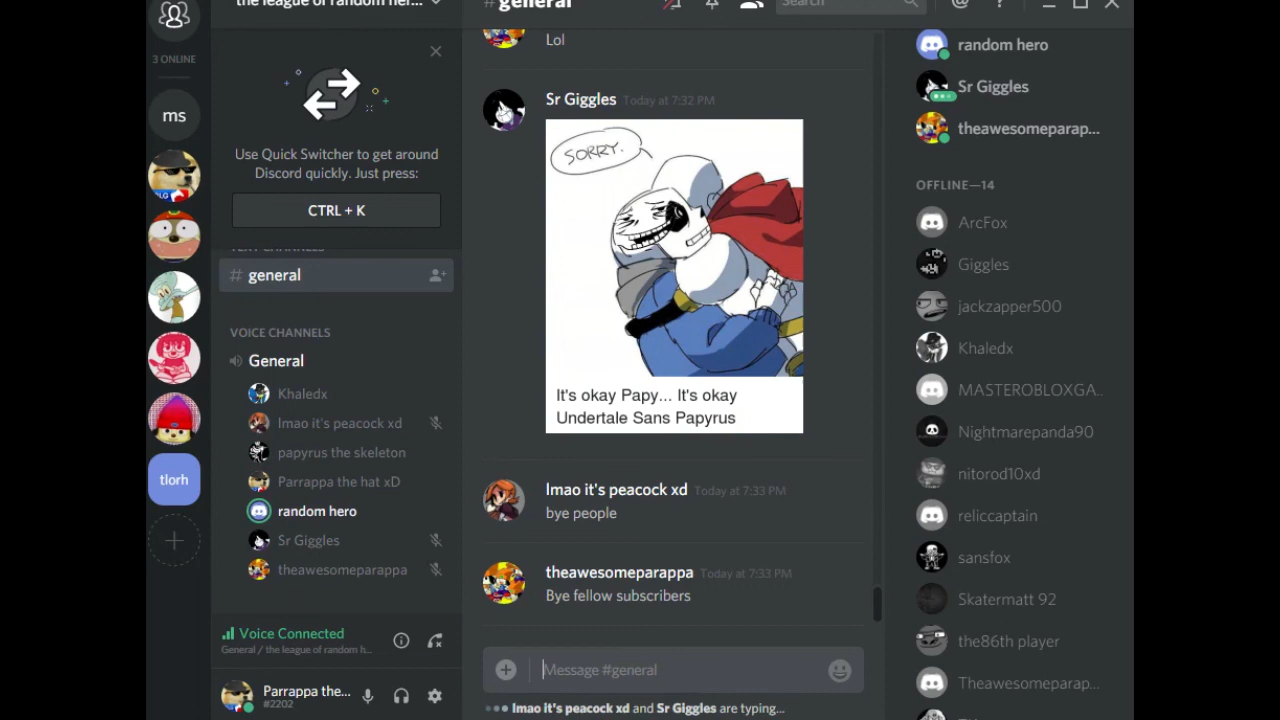 3 ONLINE
ms
tlorh
the league of random her...
Use Quick Switcher to get around
Discord quickly. Just press:
CTRL + K
TEXT CHANNELS
# general
VOICE CHANNELS
General
Khaledx
lmao it's peacock xd
papyrus the skeleton
Parrappa the hat xD
random hero
Sr Giggles
theawesomeparappa
Voice Connected
General / the league of random h...
Parrappa the...
#2202
#general
Search
Lol
Sr Giggles Today at 7:32 PM
SORRY.
It's okay Papy... It's okay
Undertale Sans Papyrus
lmao it's peacock xd Today at 7:33 PM
bye people
theawesomeparappa Today at 7:33 PM
Bye fellow subscribers
Message #general
lmao it's peacock xd and Sr Giggles are typing...
random hero
Sr Giggles
theawesomeparap...
OFFLINE—14
ArcFox
Giggles
jackzapper500
Khaledx
MASTEROBLOXGA..
Nightmarepanda90
nitorod10xd
reliccaptain
sansfox
Skatermatt 92
the86th player
Theawesomeparap...